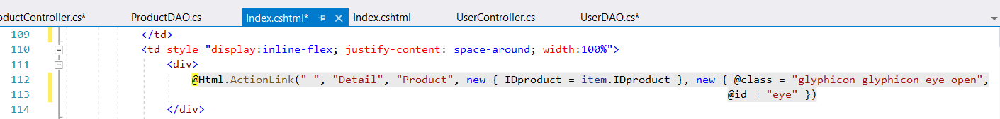 oductController.cs* ProductDAO.cs Index.cshtml* Index.cshtml UserController.cs UserDAO.cs*
109 </td>
110 <td style="display:inline-flex; justify-content: space-around; width:100%">
111 <div>
112 @Html.ActionLink(" ", "Detail", "Product", new { IDproduct = item.IDproduct }, new { @class = "glyphicon glyphicon-eye-open",
113 @id = "eye" })
114 </div>